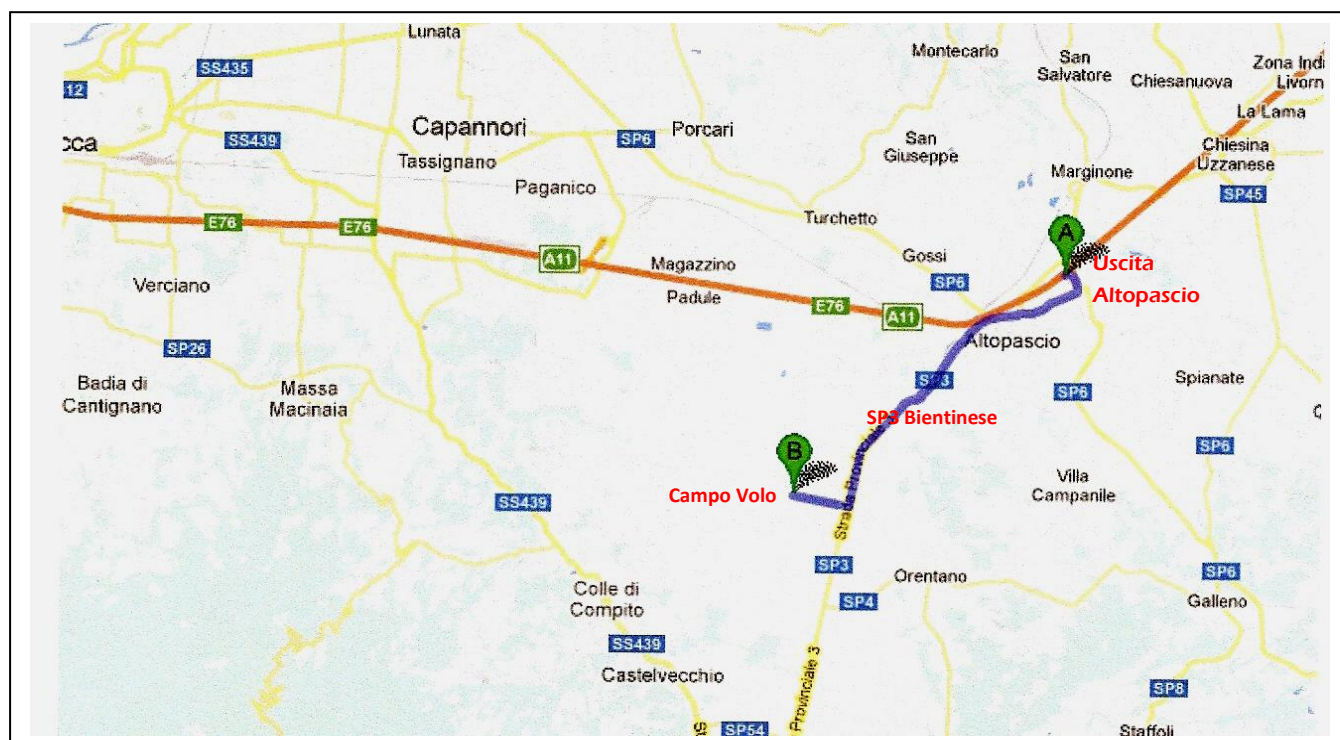 Lunata
Montecarlo
San
Salvatore
Chiesanuova
Zona Indi
Livorn
SS435
12
La Lama
Capannori
Porcari
SP6
San
Giuseppe
Chiesina
Uzzanese
SS439
cca
Tassignano
Marginone
Paganico
SP45
Turchetto
E76
E76
A
A11
Magazzino
Gossi
Uscita
Verciano
SP6
Altopascio
Padule
E76
A11
SP26
Altopascio
Badia di
Cantignano
Massa
Macinaia
SP3
SP6
Spianate
SP3 Bientinese
B
SP6
Villa
Campanile
Campo Volo
SS439
Strada Provinciale
SP3
Orentano
SP6
Colle di
Compito
SP4
Galleno
SS439
Castelvecchio
Provinciale 3
SP8
SP54
Staffoli